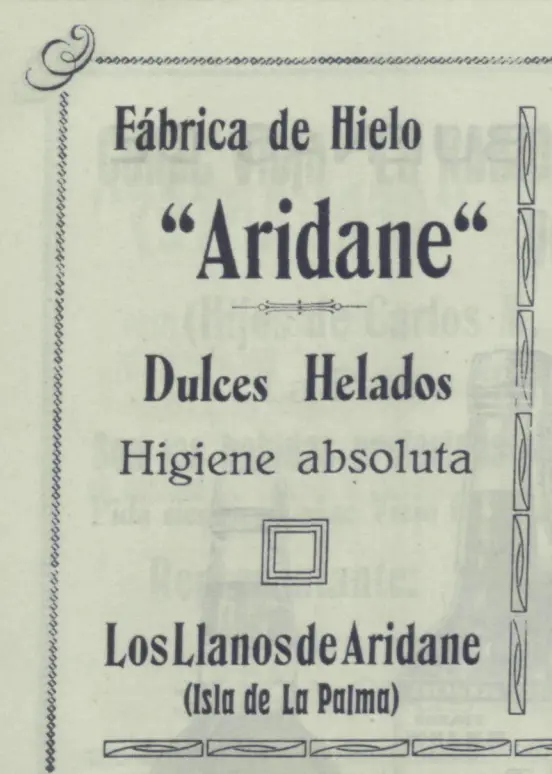 Fábrica de Hielo
“Aridane“
Dulces Helados
Higiene absoluta
Los Llanos de Aridane
(Isla de La Palma)